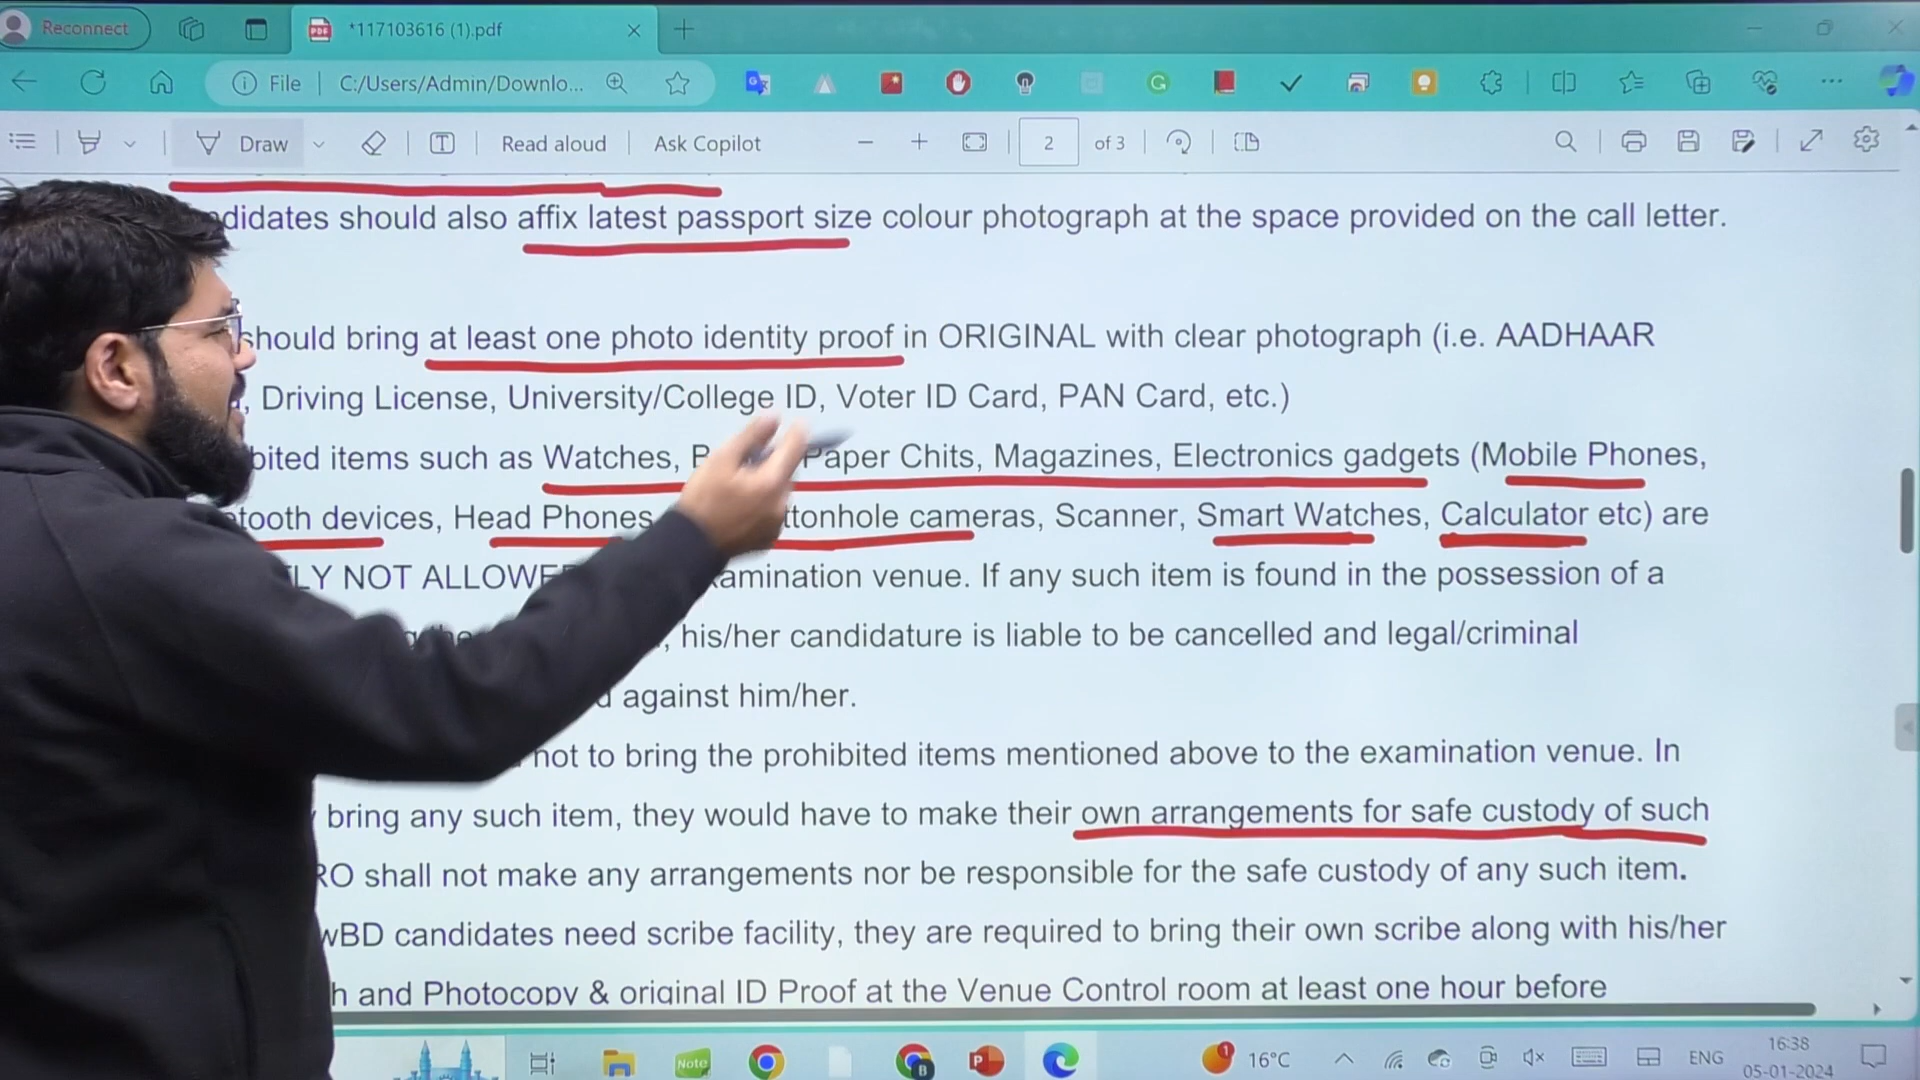 Reconnect
*117103616 (1).pdf
File
C:/Users/Admin/Downlo...
Draw
Read aloud
Ask Copilot
2
of 3
didates should also affix latest passport size colour photograph at the space provided on the call letter.
should bring at least one photo identity proof in ORIGINAL with clear photograph (i.e. AADHAAR
, Driving License, University/College ID, Voter ID Card, PAN Card, etc.)
bited items such as Watches, Paper Chits, Magazines, Electronics gadgets (Mobile Phones,
tooth devices, Head Phones ttonhole cameras, Scanner, Smart Watches, Calculator etc) are
LY NOT ALLOWE amination venue. If any such item is found in the possession of a
, his/her candidature is liable to be cancelled and legal/criminal
against him/her.
not to bring the prohibited items mentioned above to the examination venue. In
bring any such item, they would have to make their own arrangements for safe custody of such
RO shall not make any arrangements nor be responsible for the safe custody of any such item.
wBD candidates need scribe facility, they are required to bring their own scribe along with his/her
h and Photocopy & original ID Proof at the Venue Control room at least one hour before
Note
B
P
1
16°C
ENG
16:38
05-01-2024